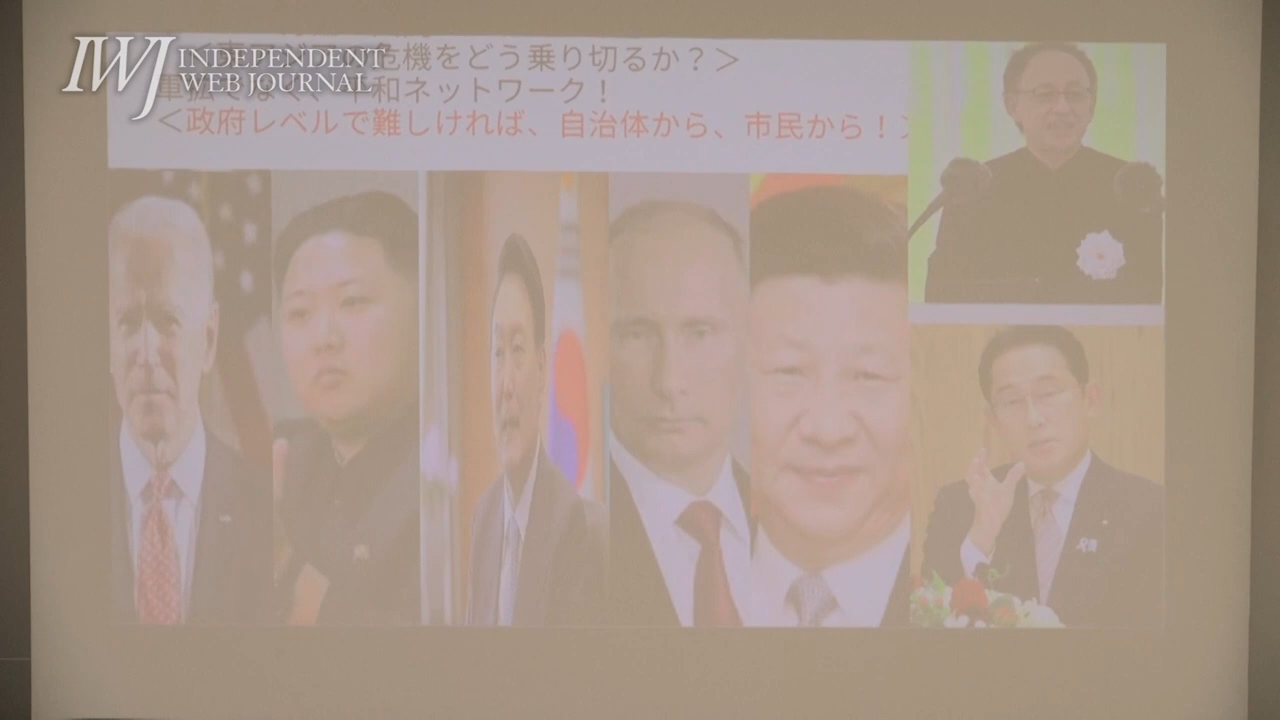 IWJ INDEPENDENT
WEB JOURNAL
危機をどう乗り切るか？＞
平和ネットワーク！
＜政府レベルで難しければ、自治体から、市民から！＞